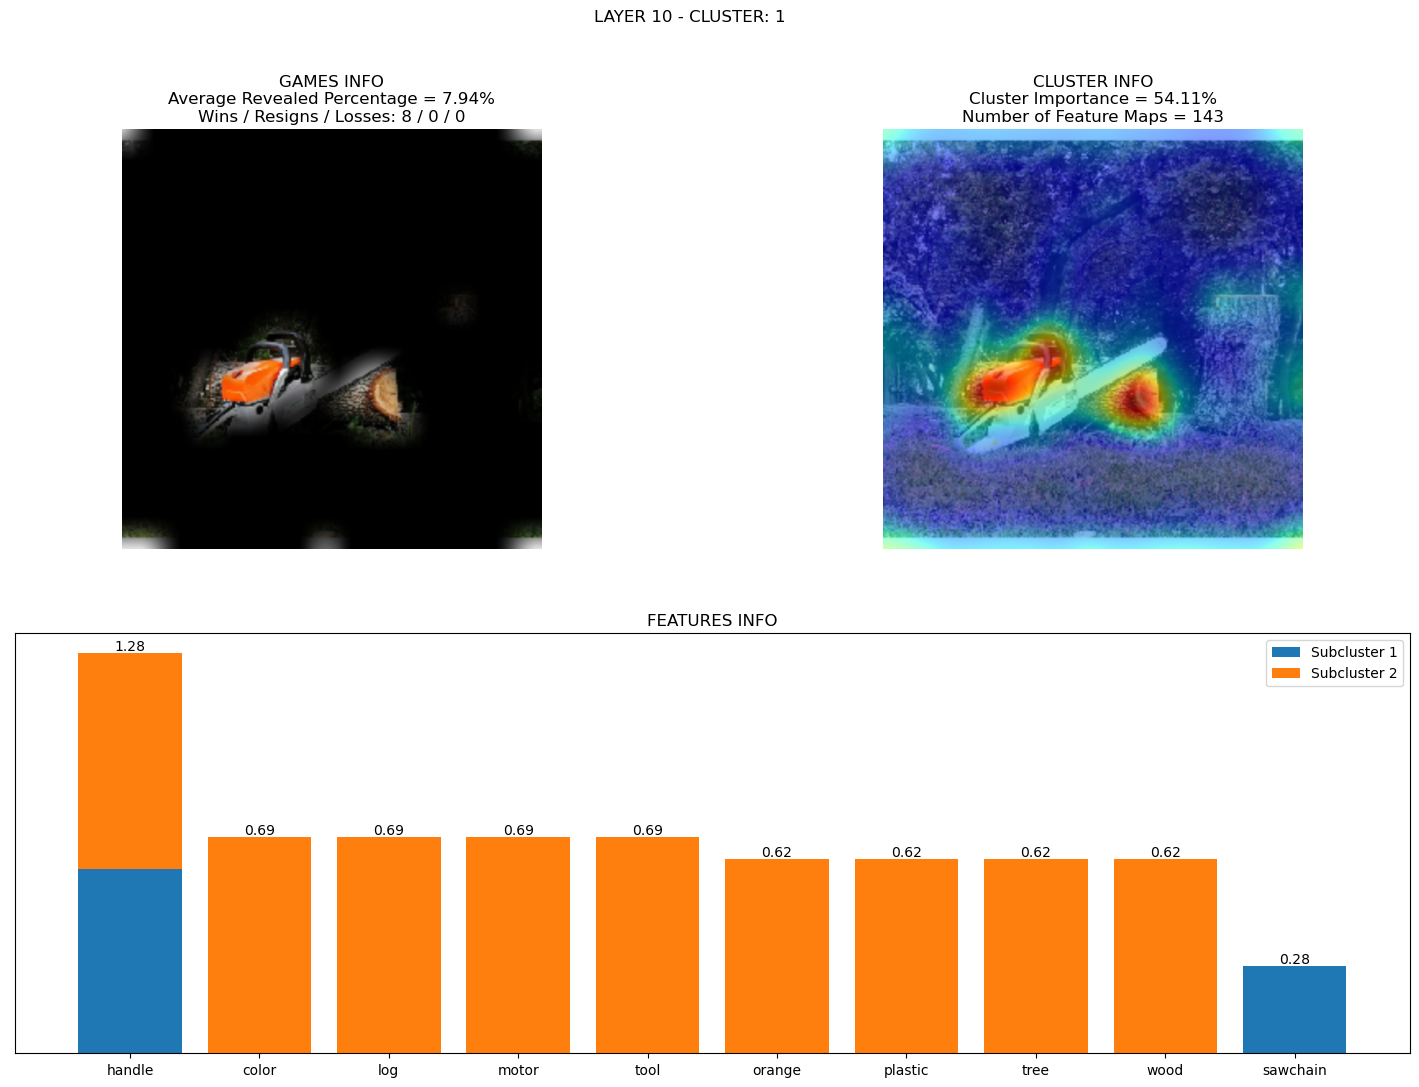 LAYER 10 - CLUSTER: 1
GAMES INFO
Average Revealed Percentage = 7.94%
Wins / Resigns / Losses: 8 / 0 / 0
CLUSTER INFO
Cluster Importance = 54.11%
Number of Feature Maps = 143
FEATURES INFO
Subcluster 1
Subcluster 2
1.28
0.69
0.69
0.69
0.69
0.62
0.62
0.62
0.62
0.28
handle
color
log
motor
tool
orange
plastic
tree
wood
sawchain